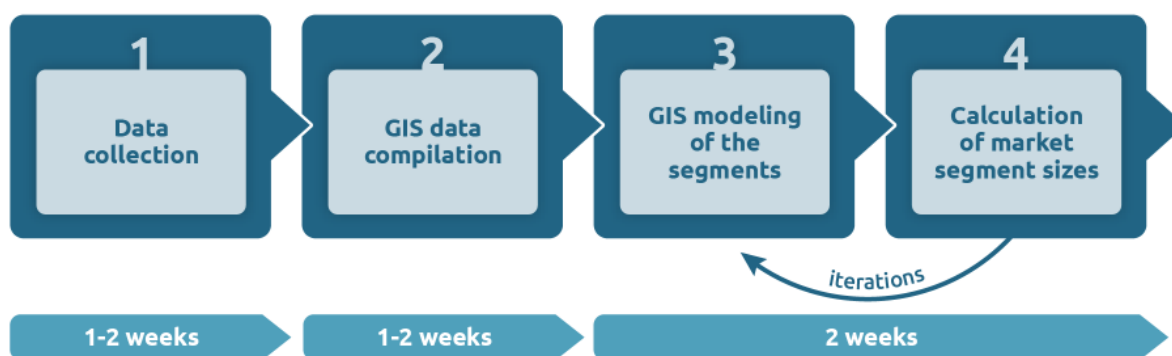 1
Data
collection
2
GIS data
compilation
3
GIS modeling
of the
segments
4
Calculation
of market
segment sizes
iterations
1-2 weeks
1-2 weeks
2 weeks